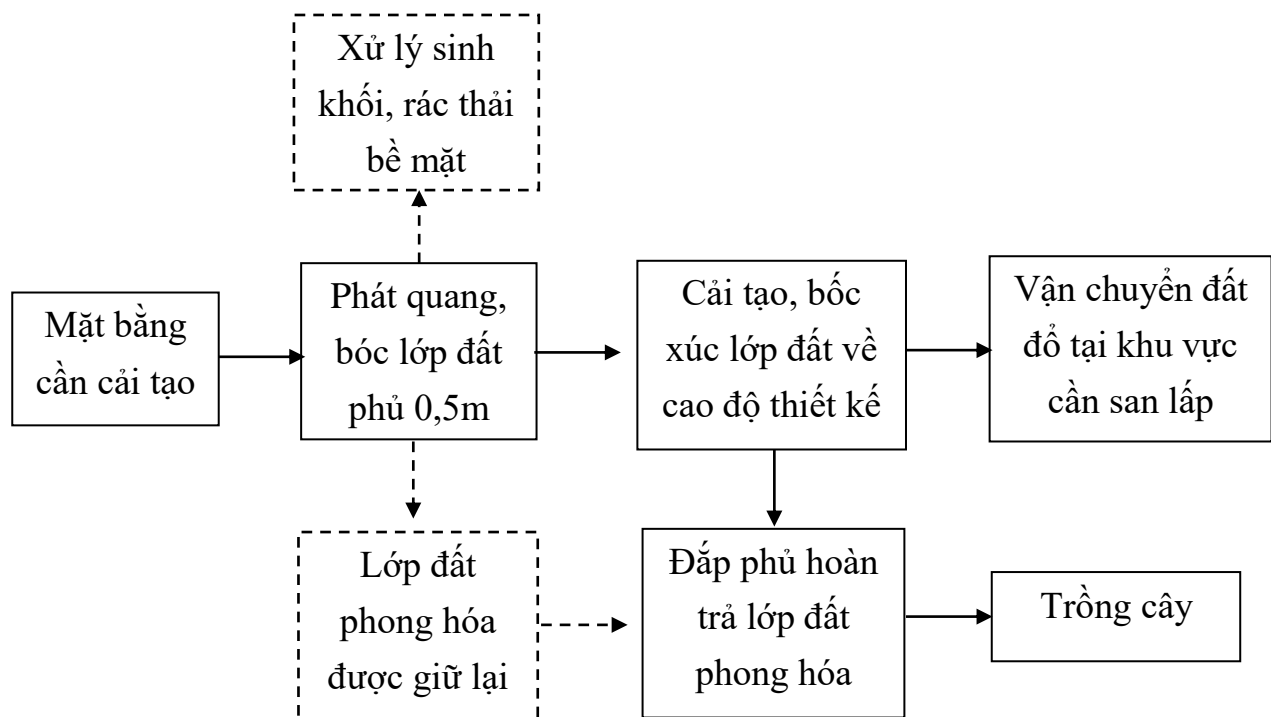 Xử lý sinh
khối, rác thải
bề mặt
Mặt bằng
cần cải tạo
Phát quang,
bóc lớp đất
phủ 0,5m
Cải tạo, bốc
xúc lớp đất về
cao độ thiết kế
Vận chuyển đất
đổ tại khu vực
cần san lấp
Lớp đất
phong hóa
được giữ lại
Đắp phủ hoàn
trả lớp đất
phong hóa
Trồng cây